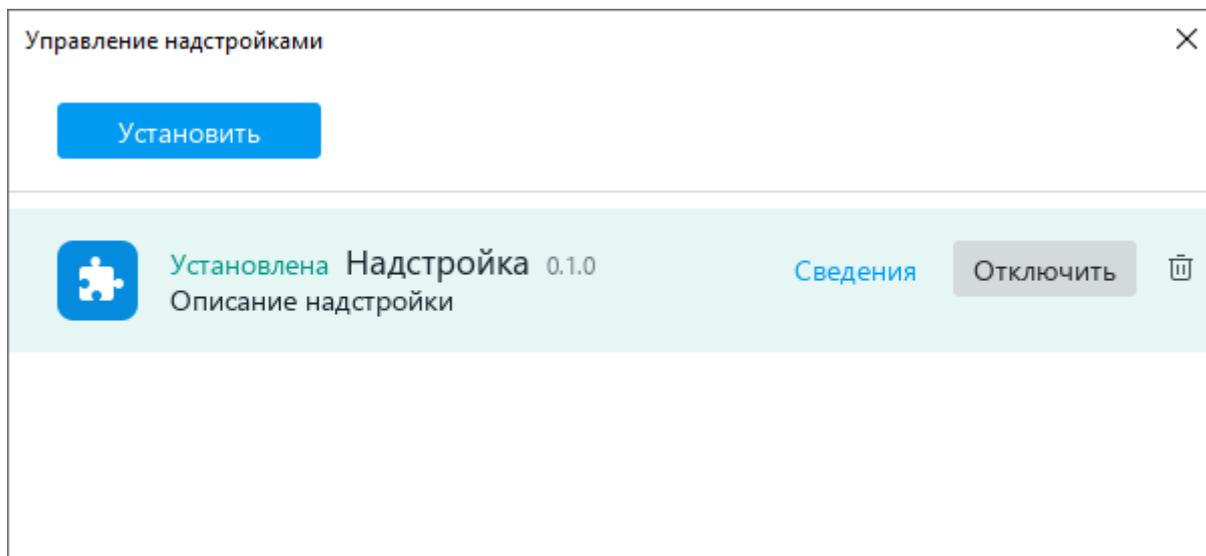 Управление надстройками
Установить
Установлена Надстройка 0.1.0 Сведения Отключить
Описание надстройки